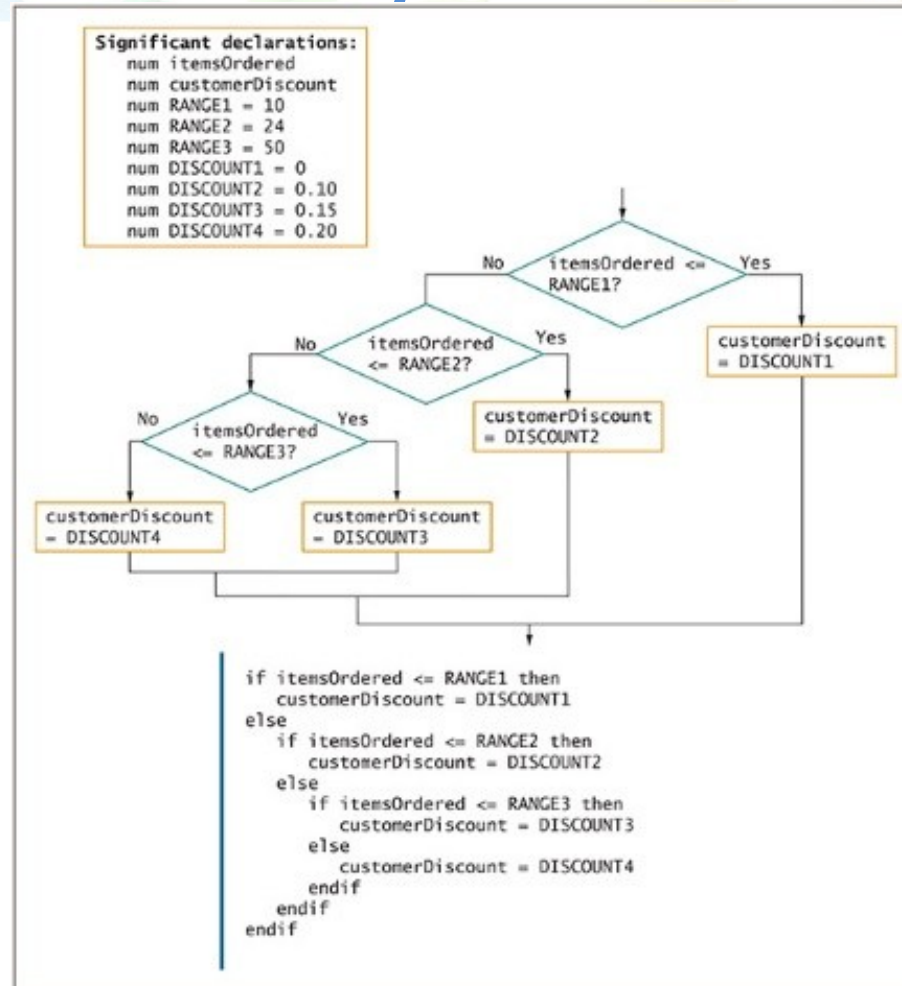 Significant declarations:
num itemsOrdered
num customerDiscount
num RANGE1 = 10
num RANGE2 = 24
num RANGE3 = 50
num DISCOUNT1 = 0
num DISCOUNT2 = 0.10
num DISCOUNT3 = 0.15
num DISCOUNT4 = 0.20
No
itemsOrdered <=
RANGE1?
Yes
customerDiscount
= DISCOUNT1
No
itemsOrdered
<= RANGE2?
Yes
customerDiscount
= DISCOUNT2
No
itemsOrdered
<= RANGE3?
Yes
customerDiscount
= DISCOUNT4
customerDiscount
= DISCOUNT3
if itemsOrdered <= RANGE1 then
customerDiscount = DISCOUNT1
else
if itemsOrdered <= RANGE2 then
customerDiscount = DISCOUNT2
else
if itemsOrdered <= RANGE3 then
customerDiscount = DISCOUNT3
else
customerDiscount = DISCOUNT4
endif
endif
endif